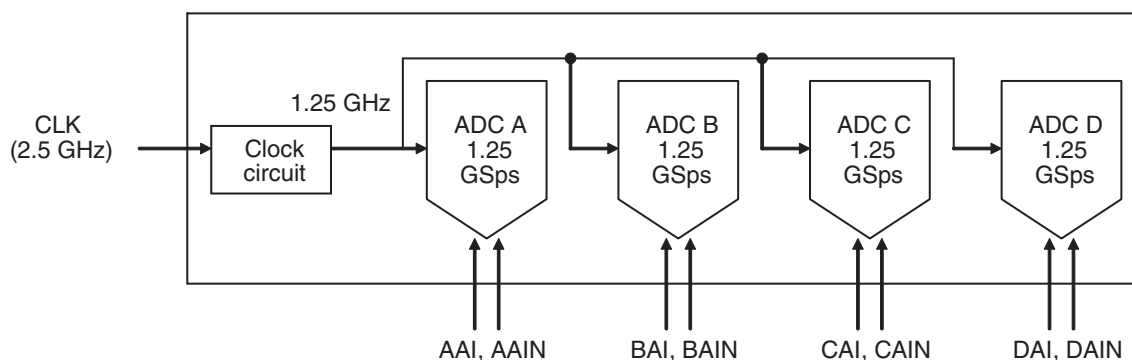 CLK
(2.5 GHz)
1.25 GHz
Clock
circuit
ADC A
1.25
GSps
ADC B
1.25
GSps
ADC C
1.25
GSps
ADC D
1.25
GSps
AAI, AAIN
BAI, BAIN
CAI, CAIN
DAI, DAIN